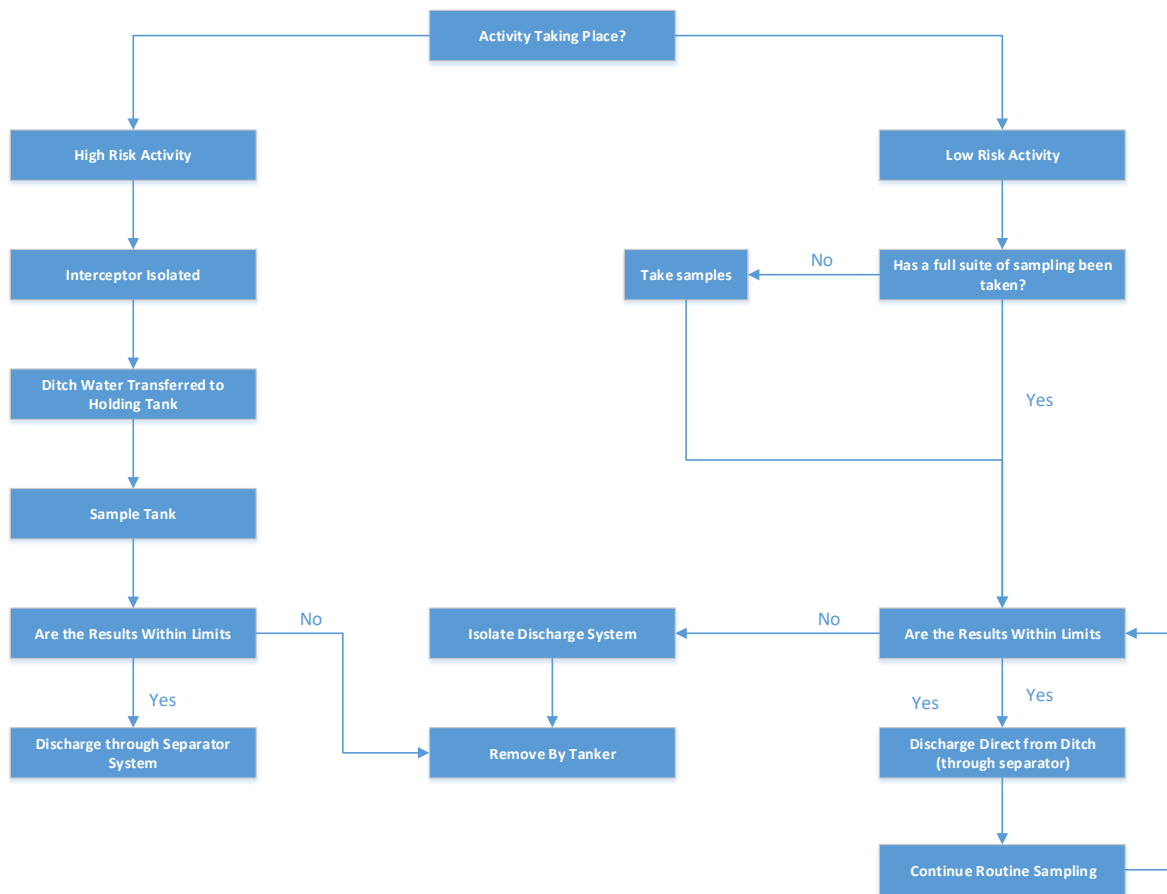 Activity Taking Place?
High Risk Activity
Low Risk Activity
Interceptor Isolated
Take samples
No
Has a full suite of sampling been
taken?
Ditch Water Transferred to
Holding Tank
Yes
Sample Tank
Are the Results Within Limits
No
Isolate Discharge System
No
Are the Results Within Limits
Yes
Yes
Yes
Discharge through Separator
System
Remove By Tanker
Discharge Direct from Ditch
(through separator)
Continue Routine Sampling